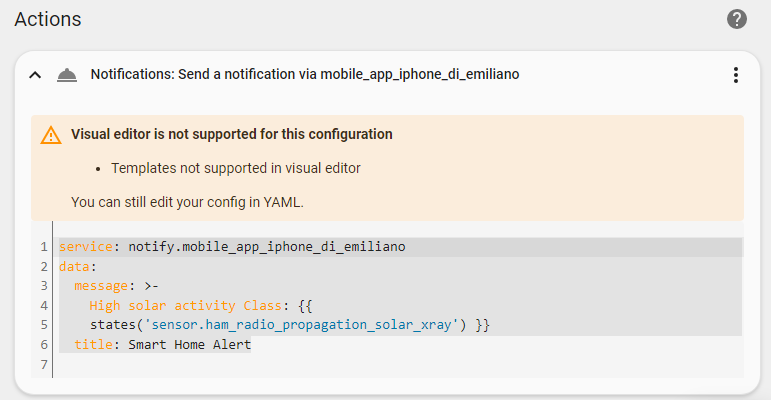 Actions
Notifications: Send a notification via mobile_app_iphone_di_emiliano
Visual editor is not supported for this configuration
• Templates not supported in visual editor
You can still edit your config in YAML.
1 service: notify.mobile_app_iphone_di_emiliano
2 data:
3   message: >-
4     High solar activity Class: {{
5     states('sensor.ham_radio_propagation_solar_xray') }}
6   title: Smart Home Alert
7